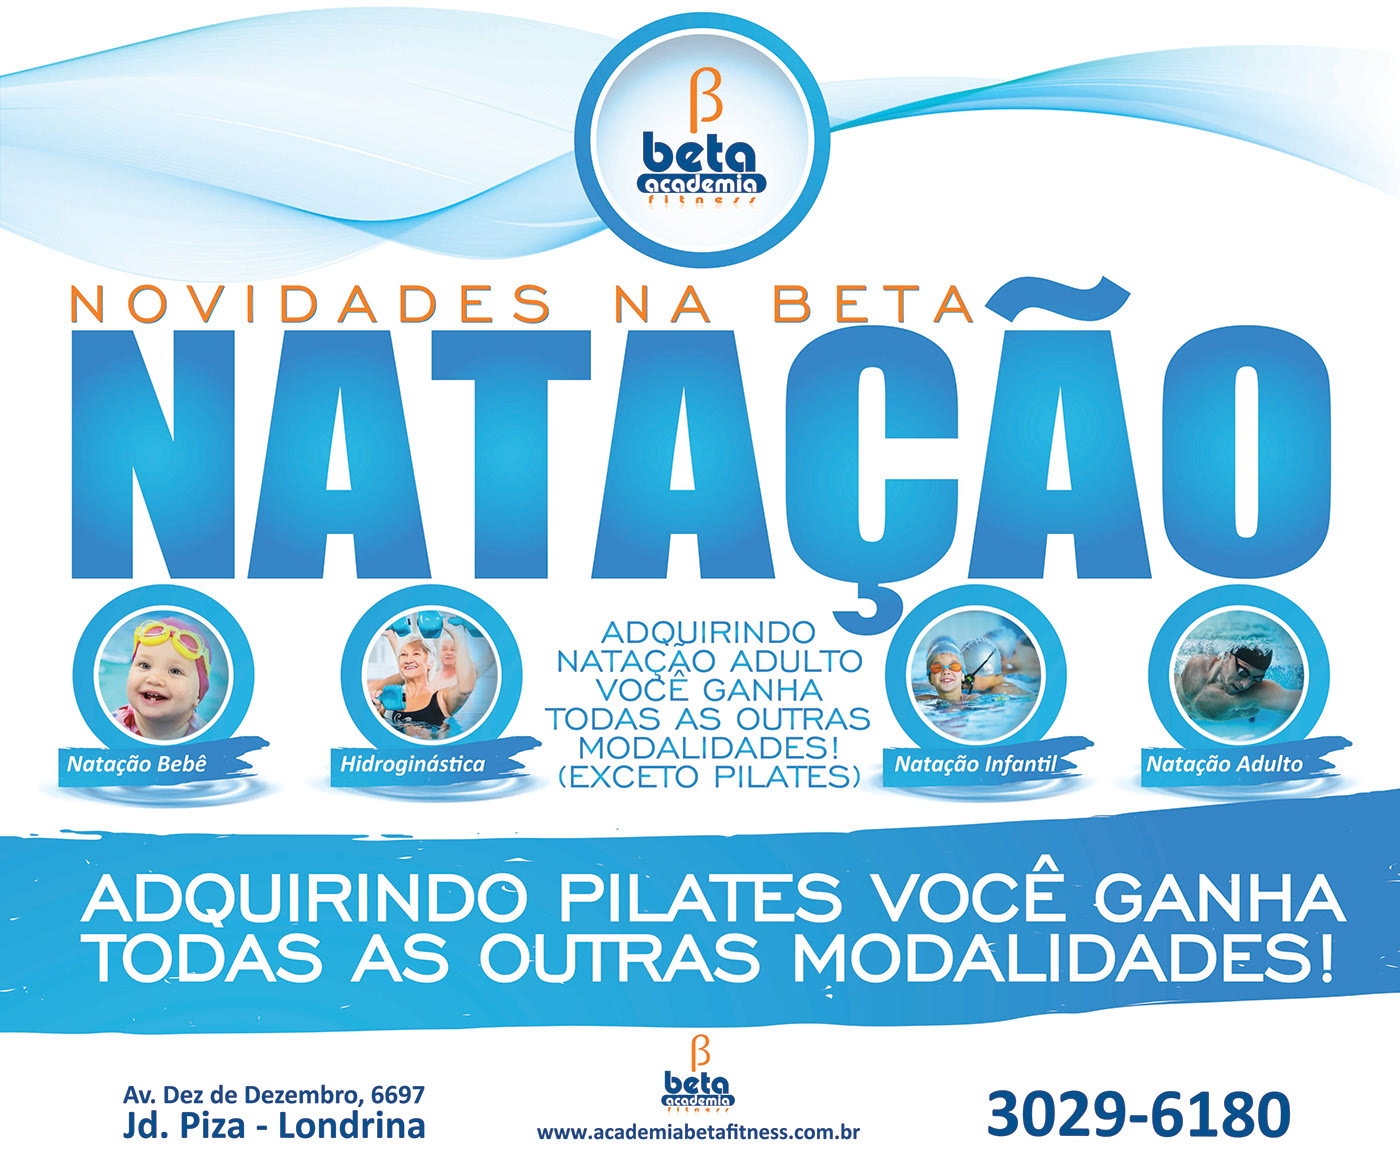 β
beta
academia
fitness
NOVIDADES NA BETA
NATAÇÃO
ADQUIRINDO
NATAÇÃO ADULTO
VOCÊ GANHA
TODAS AS OUTRAS
MODALIDADES!
(EXCETO PILATES)
Natação Bebê
Hidroginástica
Natação Infantil
Natação Adulto
ADQUIRINDO PILATES VOCÊ GANHA
TODAS AS OUTRAS MODALIDADES!
Av. Dez de Dezembro, 6697
Jd. Piza - Londrina
β
beta
academia
fitness
www.academiabetafitness.com.br
3029-6180